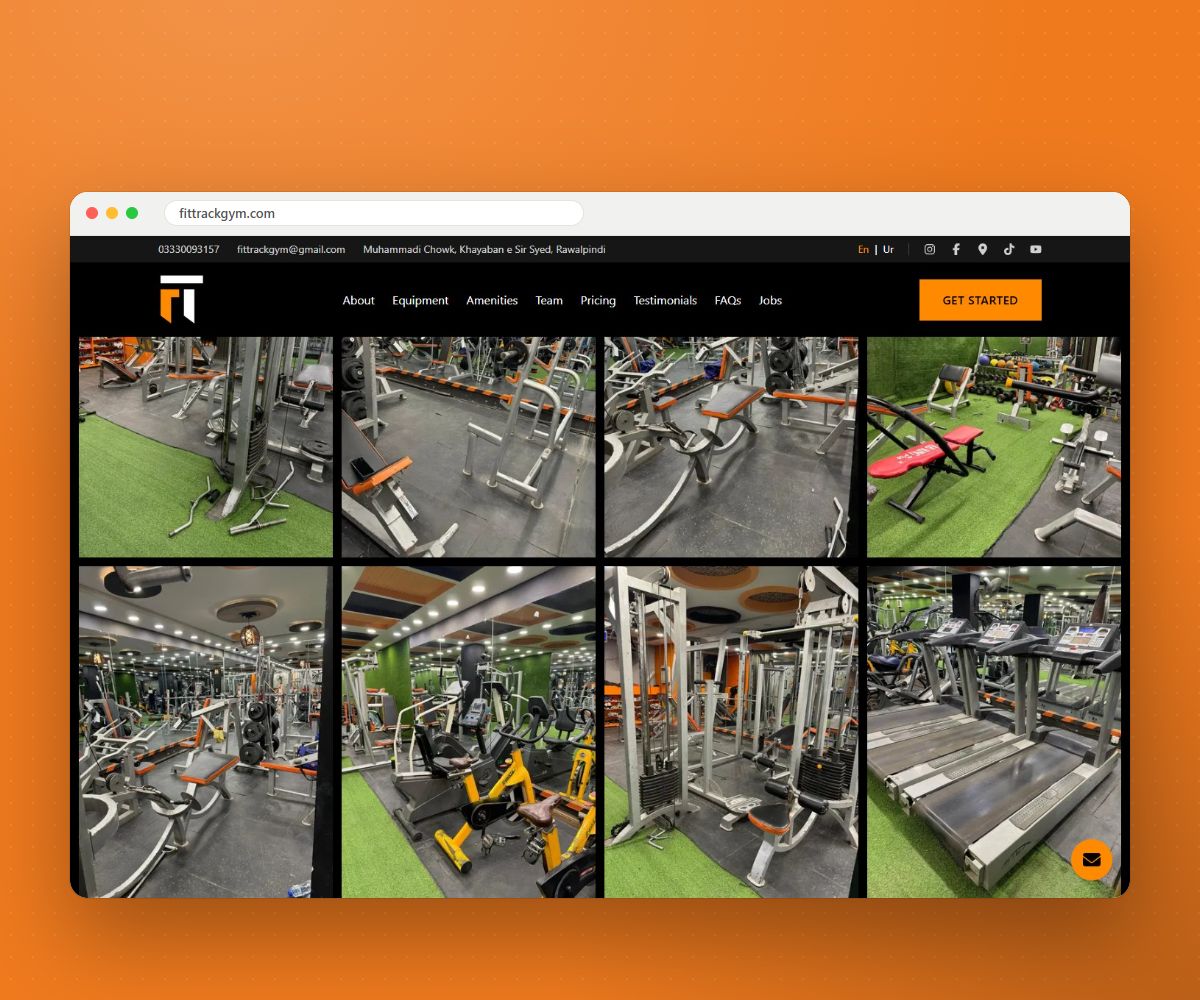 fittrackgym.com
03330093157 fittrackgym@gmail.com Muhammadi Chowk, Khayaban e Sir Syed, Rawalpindi En | Ur
About Equipment Amenities Team Pricing Testimonials FAQs Jobs GET STARTED